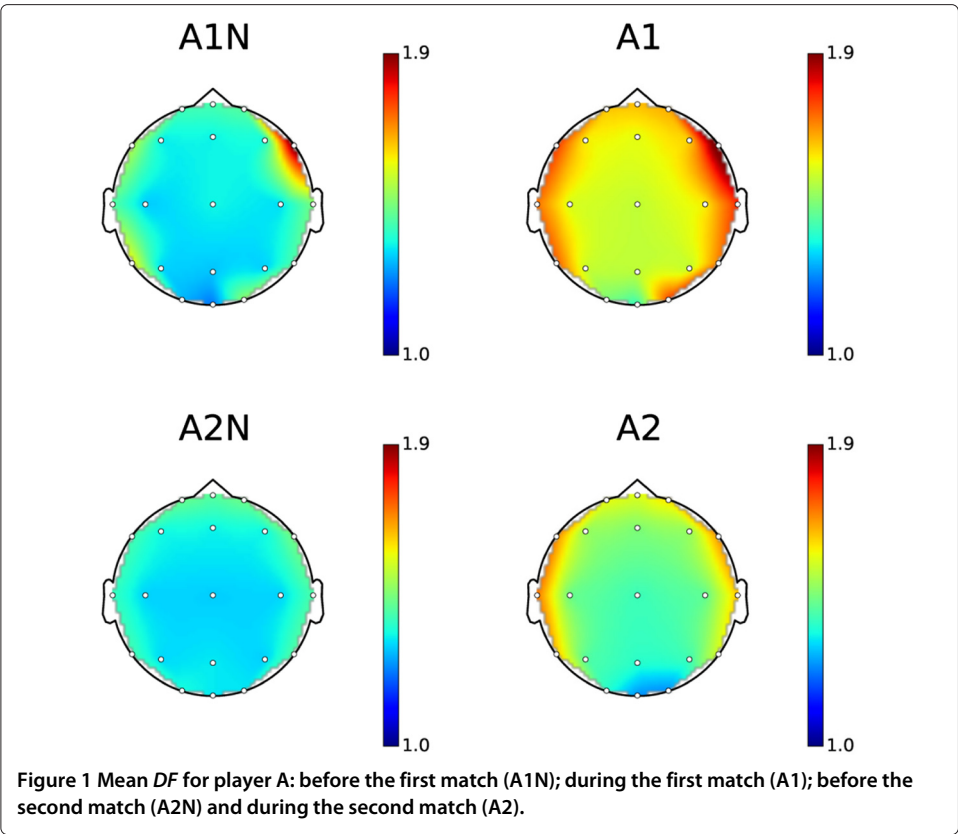 A1N
A1
1.9
1.9
1.0
1.0
A2N
A2
1.9
1.9
1.0
1.0
Figure 1 Mean DF for player A: before the first match (A1N); during the first match (A1); before the
second match (A2N) and during the second match (A2).